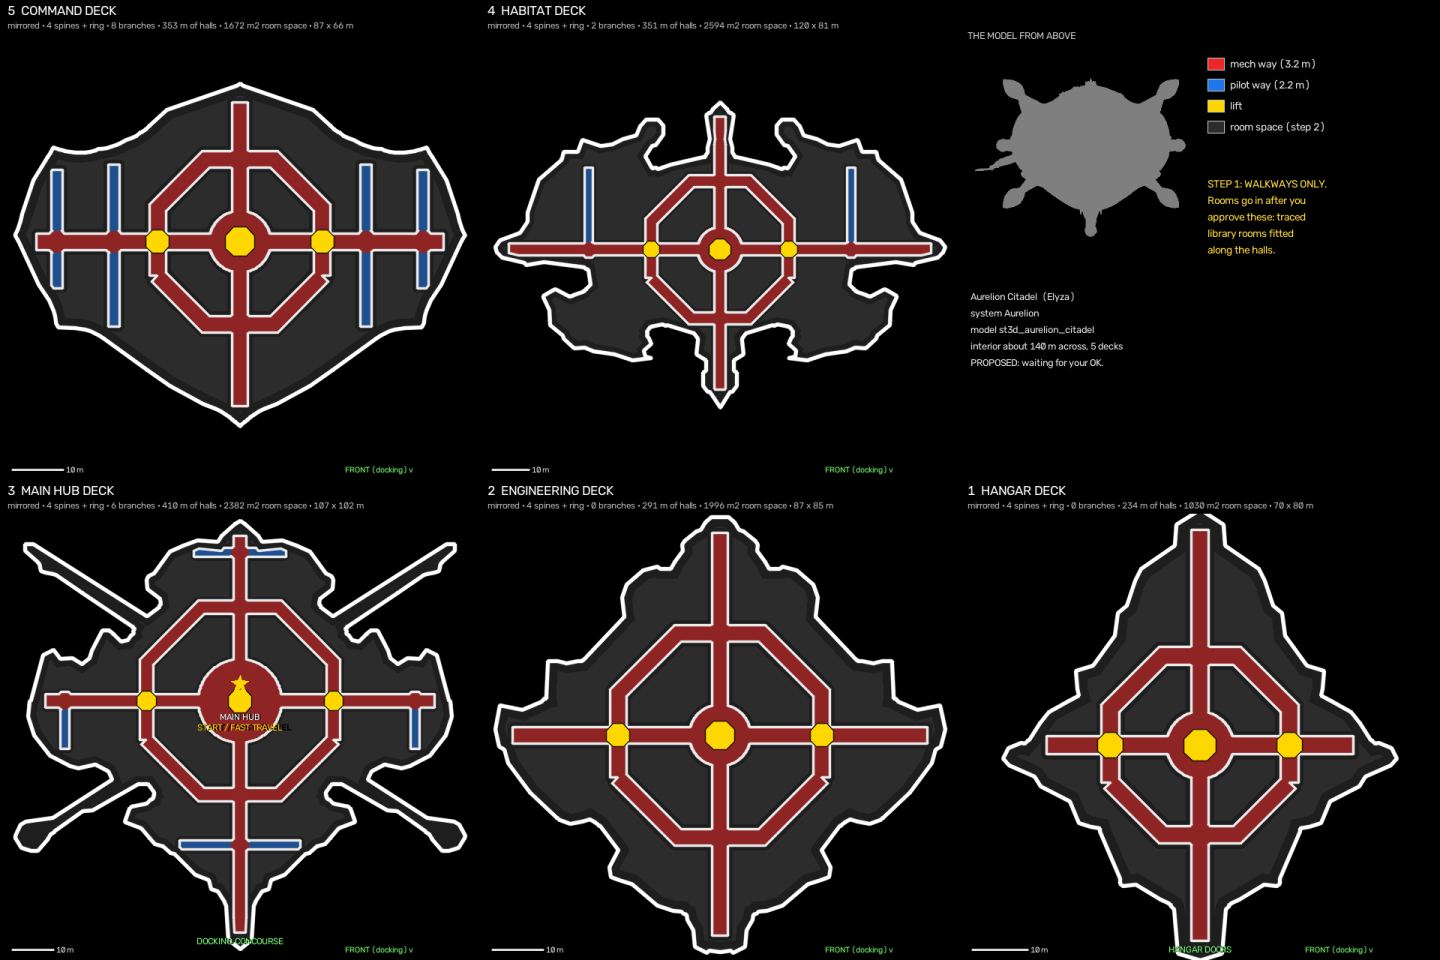 5 COMMAND DECK
mirrored • 4 spines + ring • 8 branches • 353 m of halls • 1672 m2 room space • 87 x 66 m
10 m
FRONT (docking) v
4 HABITAT DECK
mirrored • 4 spines + ring • 2 branches • 351 m of halls • 2594 m2 room space • 120 x 81 m
10 m
FRONT (docking) v
THE MODEL FROM ABOVE
mech way (3.2 m)
pilot way (2.2 m)
lift
room space (step 2)
STEP 1: WALKWAYS ONLY.
Rooms go in after you
approve these: traced
library rooms fitted
along the halls.
Aurelion Citadel (Elyza)
system Aurelion
model st3d_aurelion_citadel
interior about 140 m across, 5 decks
PROPOSED: waiting for your OK.
3 MAIN HUB DECK
mirrored • 4 spines + ring • 6 branches • 410 m of halls • 2382 m2 room space • 107 x 102 m
MAIN HUB
START / FAST TRAVEL
DOCKING CONCOURSE
10 m
FRONT (docking) v
2 ENGINEERING DECK
mirrored • 4 spines + ring • 0 branches • 291 m of halls • 1996 m2 room space • 87 x 85 m
10 m
FRONT (docking) v
1 HANGAR DECK
mirrored • 4 spines + ring • 0 branches • 234 m of halls • 1030 m2 room space • 70 x 80 m
HANGAR DOORS
10 m
FRONT (docking) v